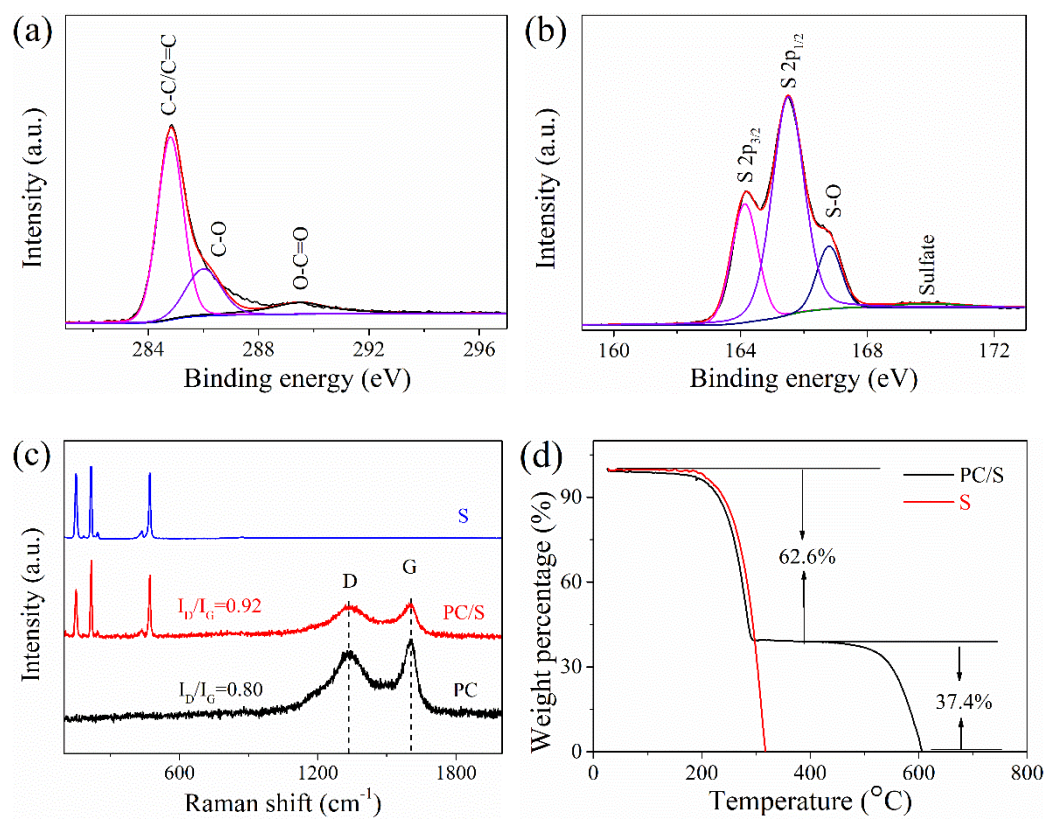 (a)
C-C/C=C
C-O
O-C=O
Intensity (a.u.)
284 288 292 296
Binding energy (eV)
(b)
S 2p3/2
S 2p1/2
S-O
Sulfate
Intensity (a.u.)
160 164 168 172
Binding energy (eV)
(c)
S
D G
ID/IG=0.92
PC/S
ID/IG=0.80
PC
Intensity (a.u.)
600 1200 1800
Raman shift (cm-1)
(d)
PC/S
S
62.6%
37.4%
90
60
30
0
Weight percentage (%)
0 200 400 600 800
Temperature (°C)